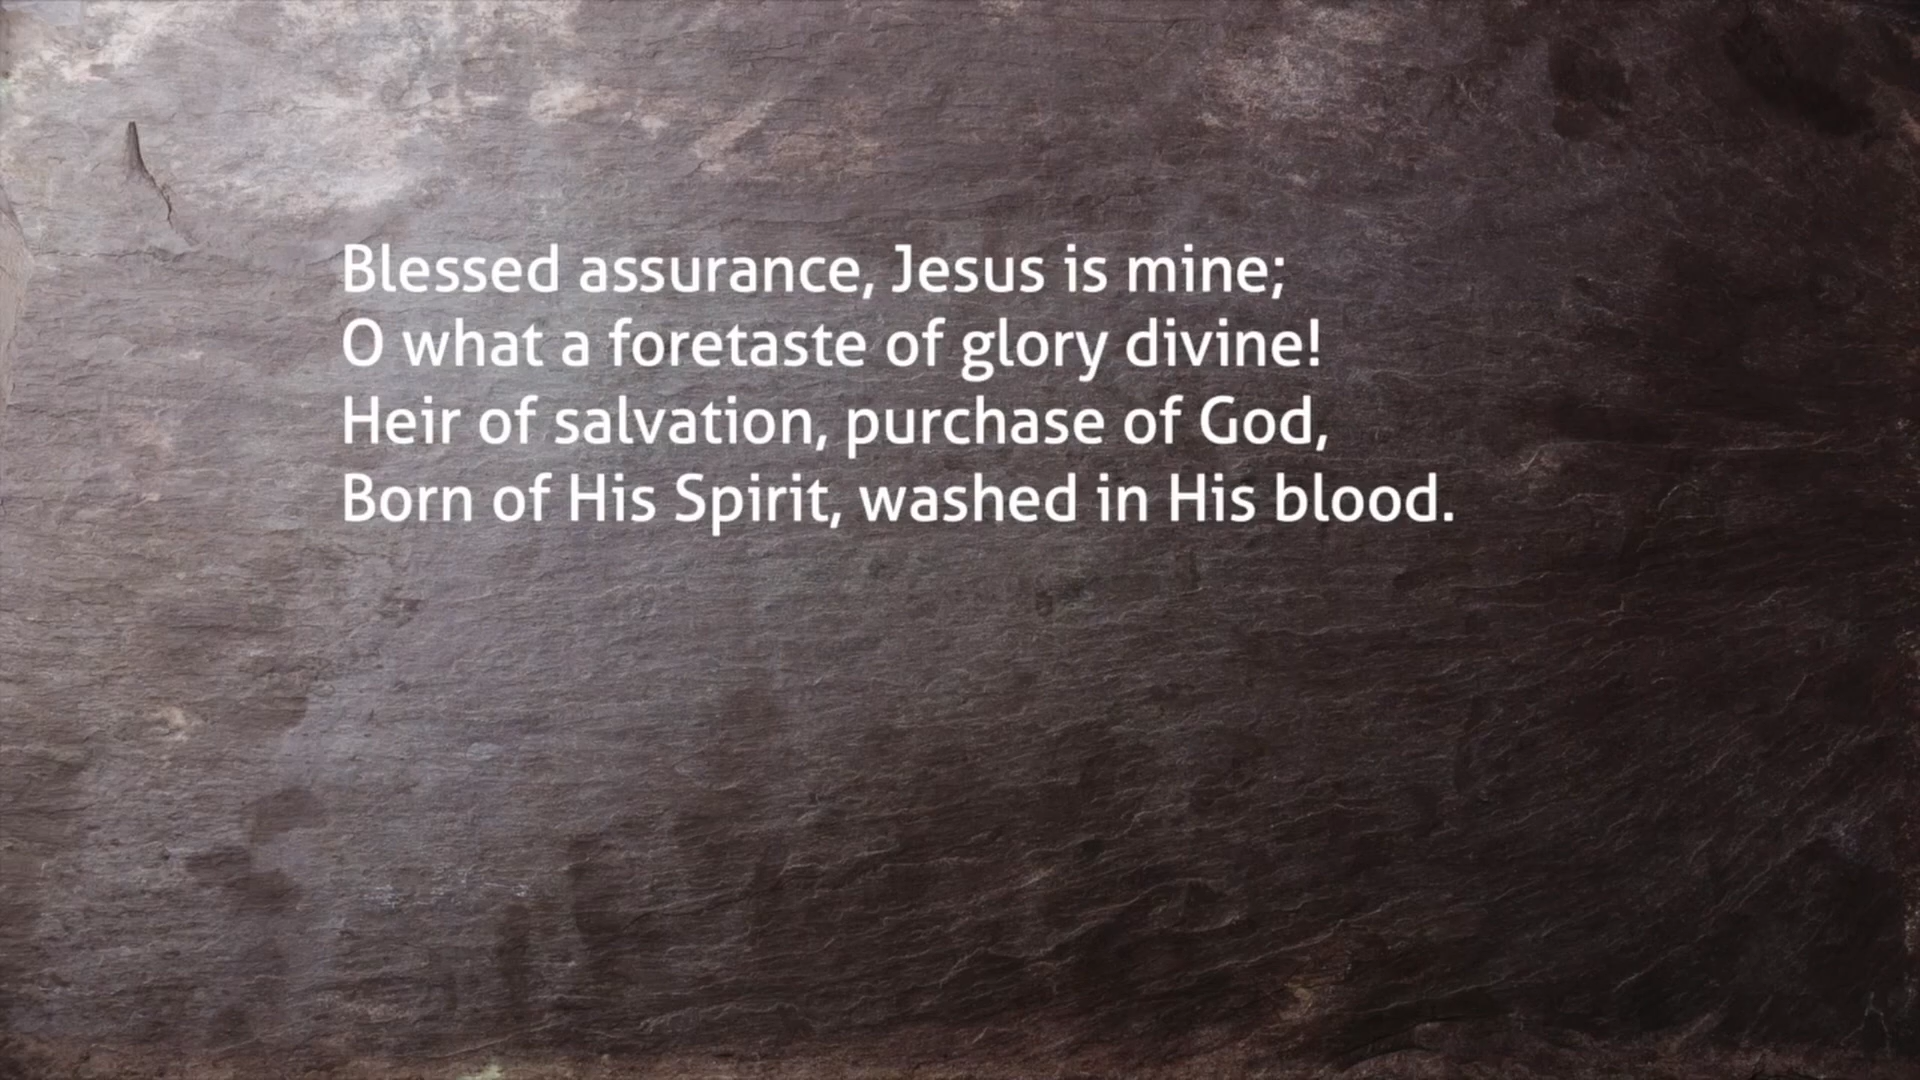 Blessed assurance, Jesus is mine;
O what a foretaste of glory divine!
Heir of salvation, purchase of God,
Born of His Spirit, washed in His blood.